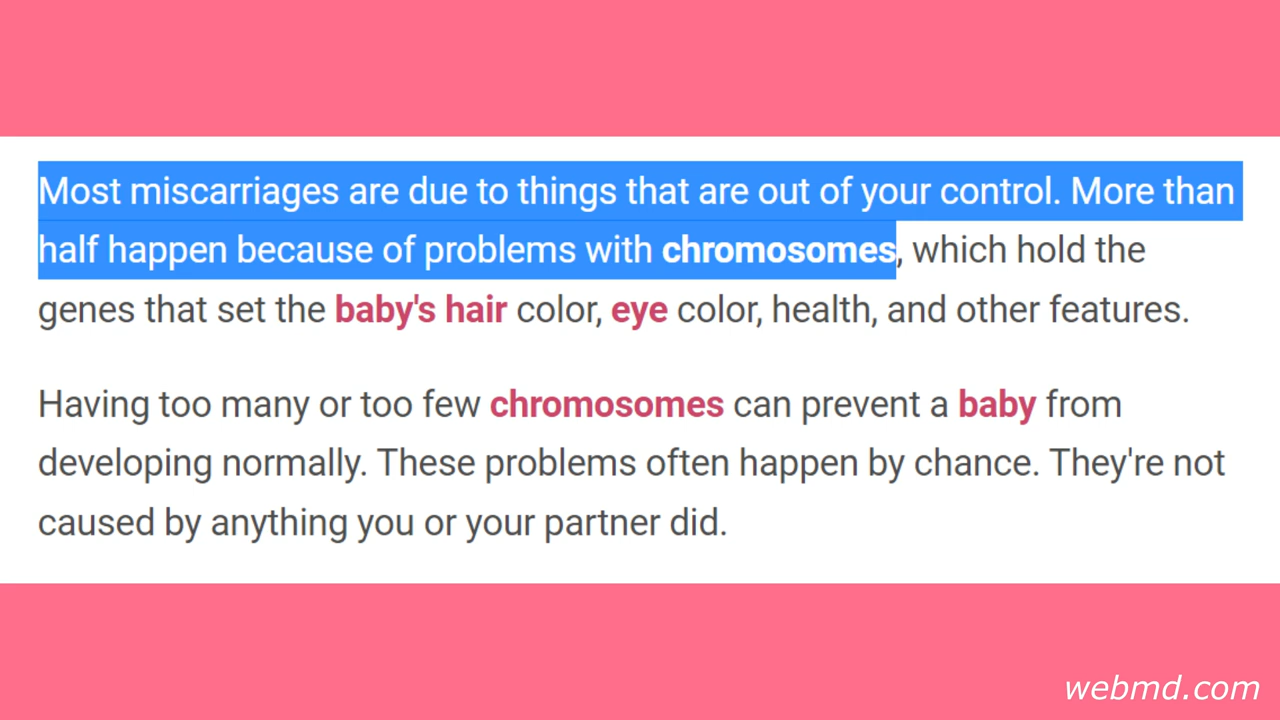 Most miscarriages are due to things that are out of your control. More than
half happen because of problems with chromosomes, which hold the
genes that set the baby's hair color, eye color, health, and other features.
Having too many or too few chromosomes can prevent a baby from
developing normally. These problems often happen by chance. They're not
caused by anything you or your partner did.
webmd.com